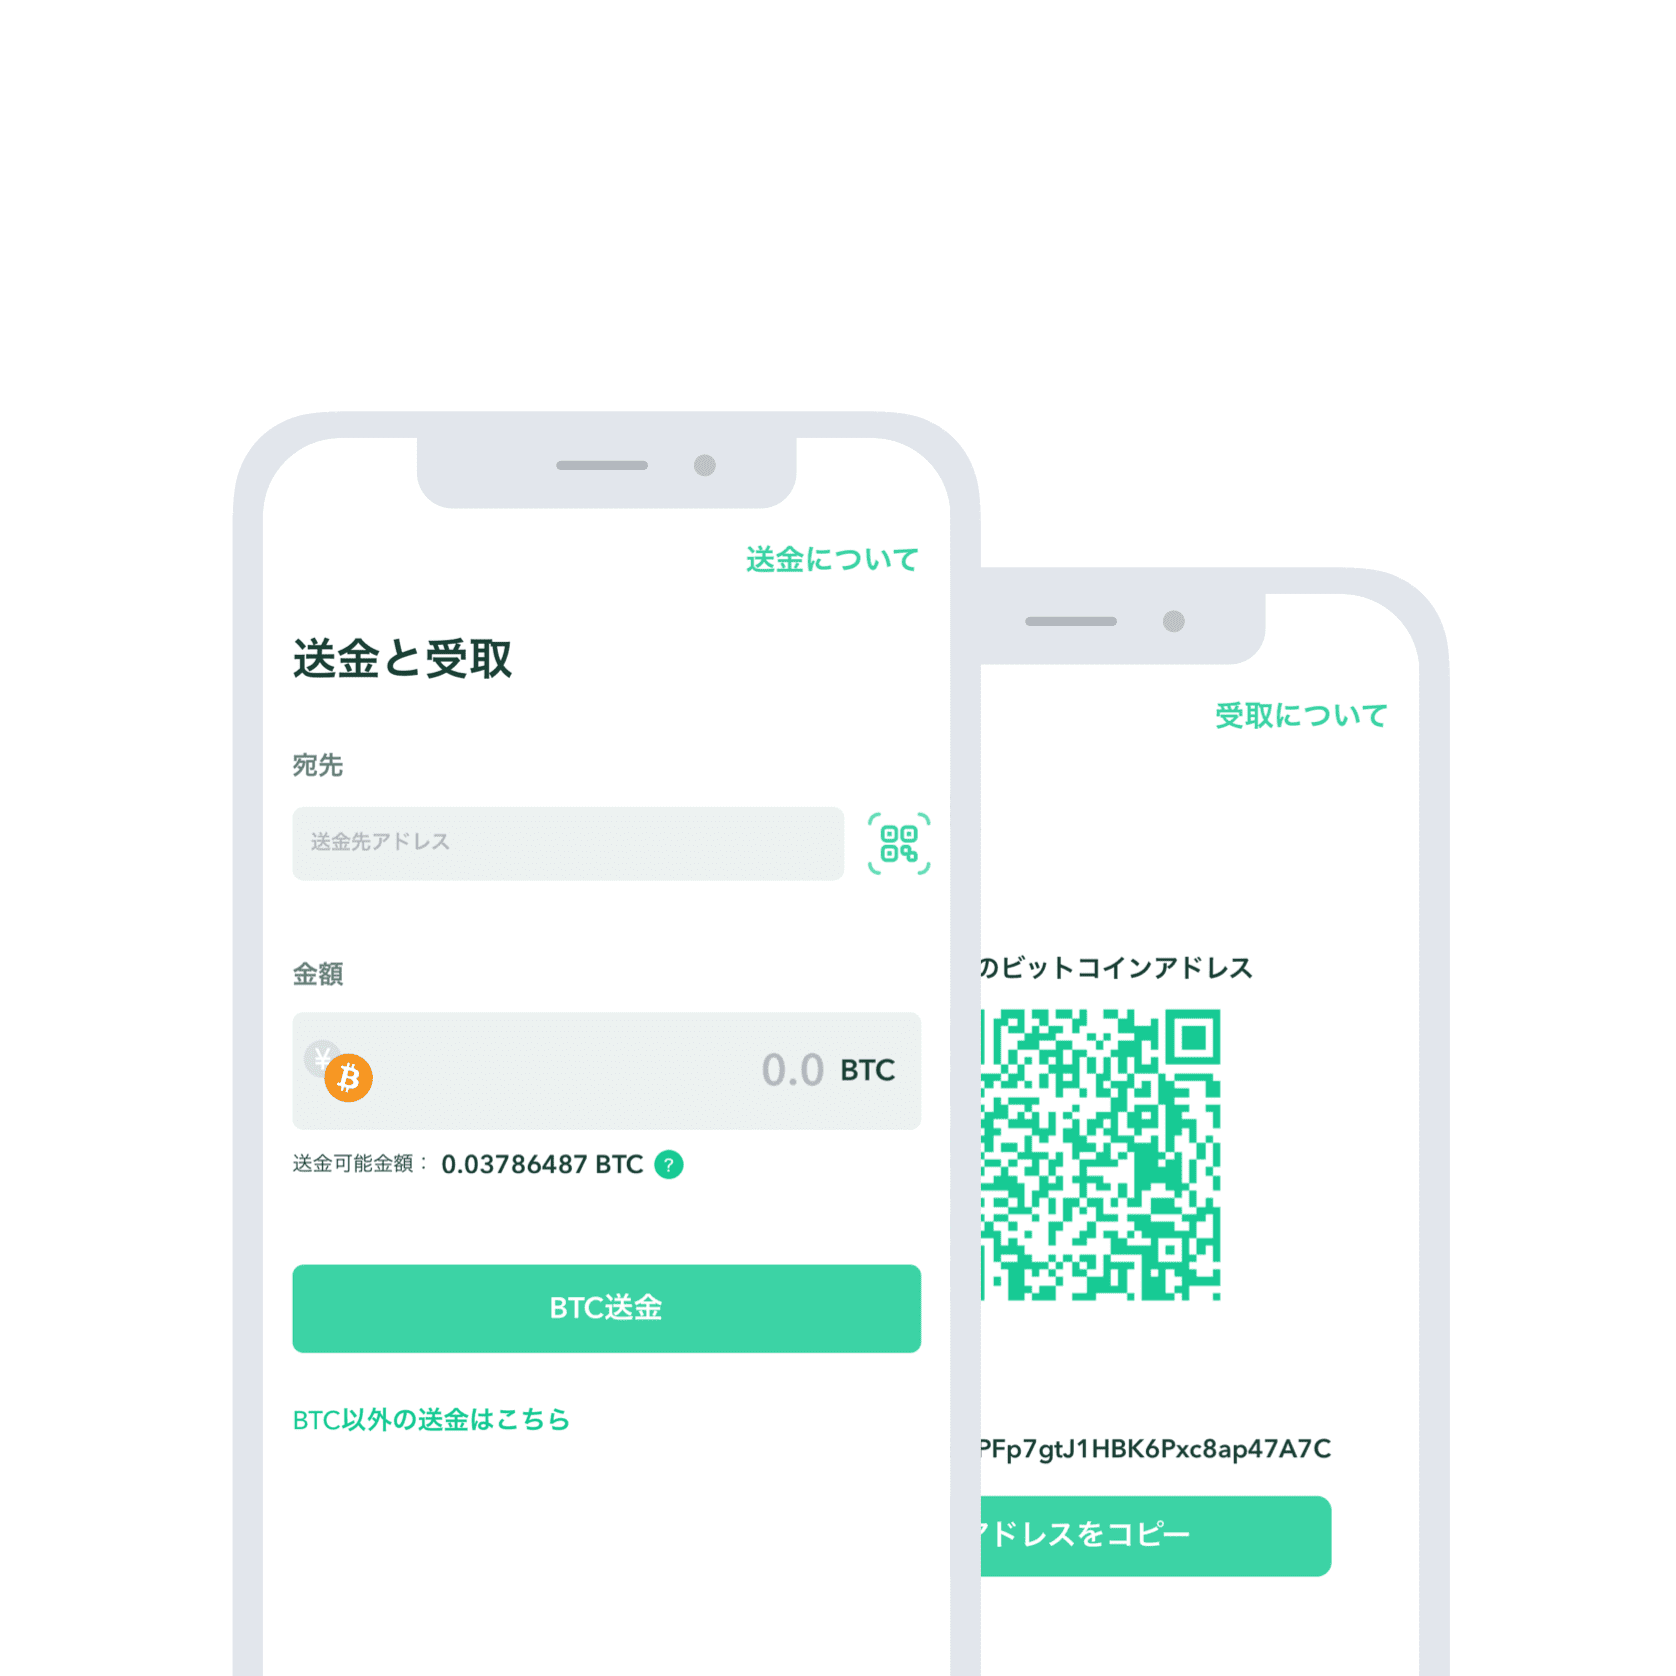 送金について
送金と受取
宛先
送金先アドレス
金額
¥
0.0 BTC
送金可能金額： 0.03786487 BTC ?
BTC送金
BTC以外の送金はこちら
受取について
のビットコインアドレス
PFp7gtJ1HBK6Pxc8ap47A7C
アドレスをコピー